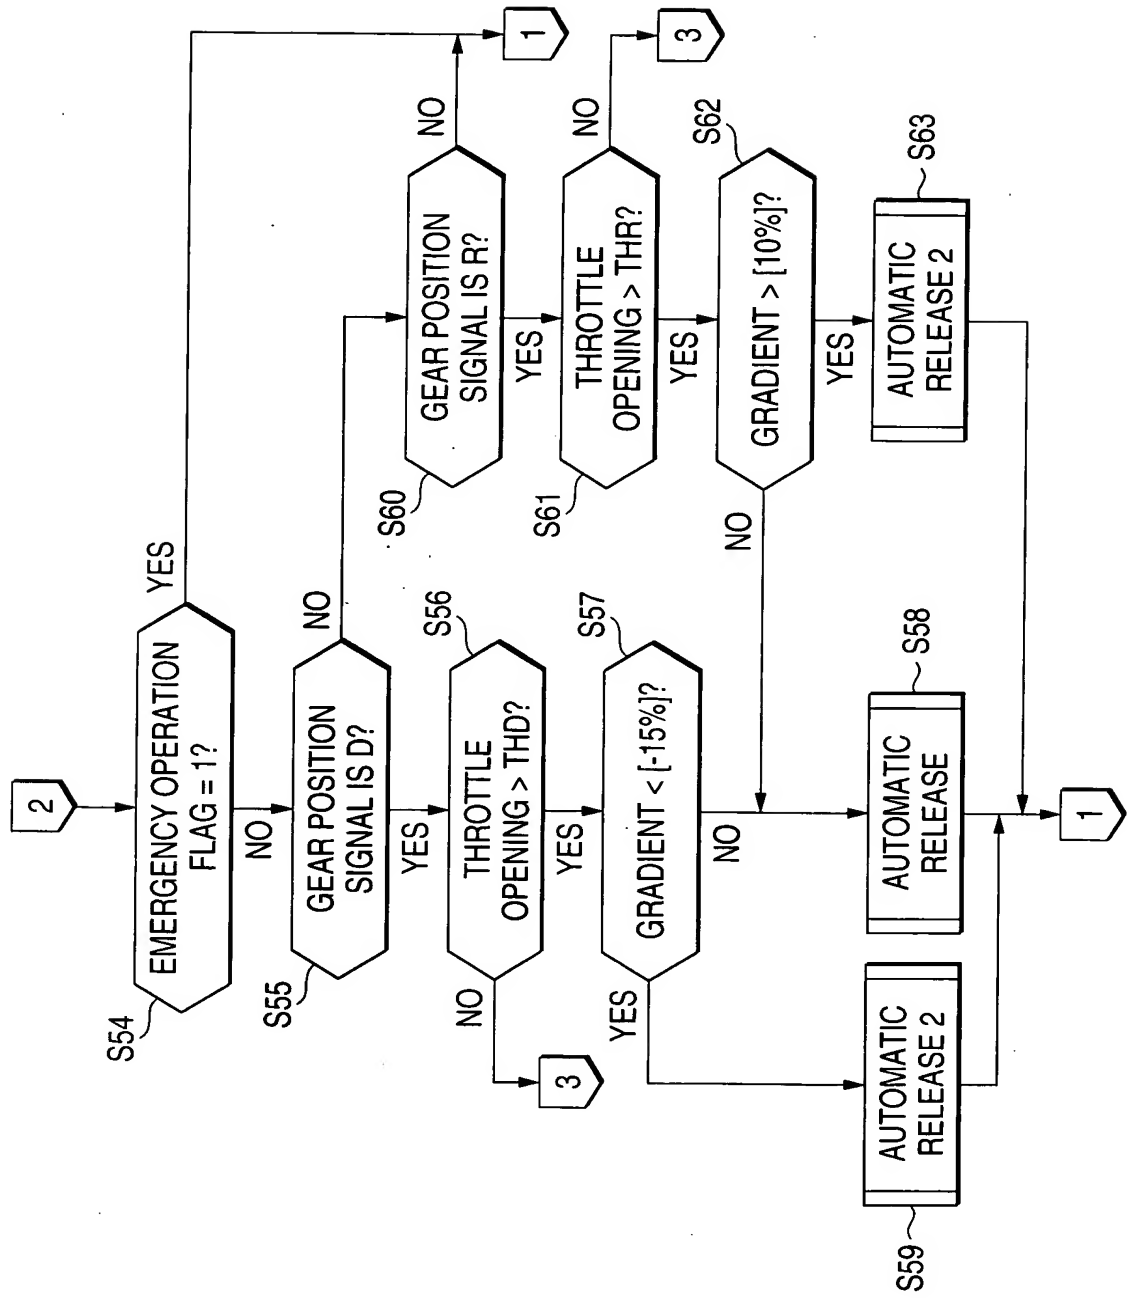 2
EMERGENCY OPERATION
FLAG = 1?
S54
YES
NO
1
GEAR POSITION
SIGNAL IS D?
S55
NO
YES
GEAR POSITION
SIGNAL IS R?
S60
NO
YES
THROTTLE
OPENING > THD?
S56
NO
3
YES
THROTTLE
OPENING > THR?
S61
NO
3
YES
GRADIENT < [-15%]?
S57
YES
NO
GRADIENT > [10%]?
S62
NO
YES
AUTOMATIC
RELEASE 2
S59
AUTOMATIC
RELEASE
S58
AUTOMATIC
RELEASE 2
S63
1